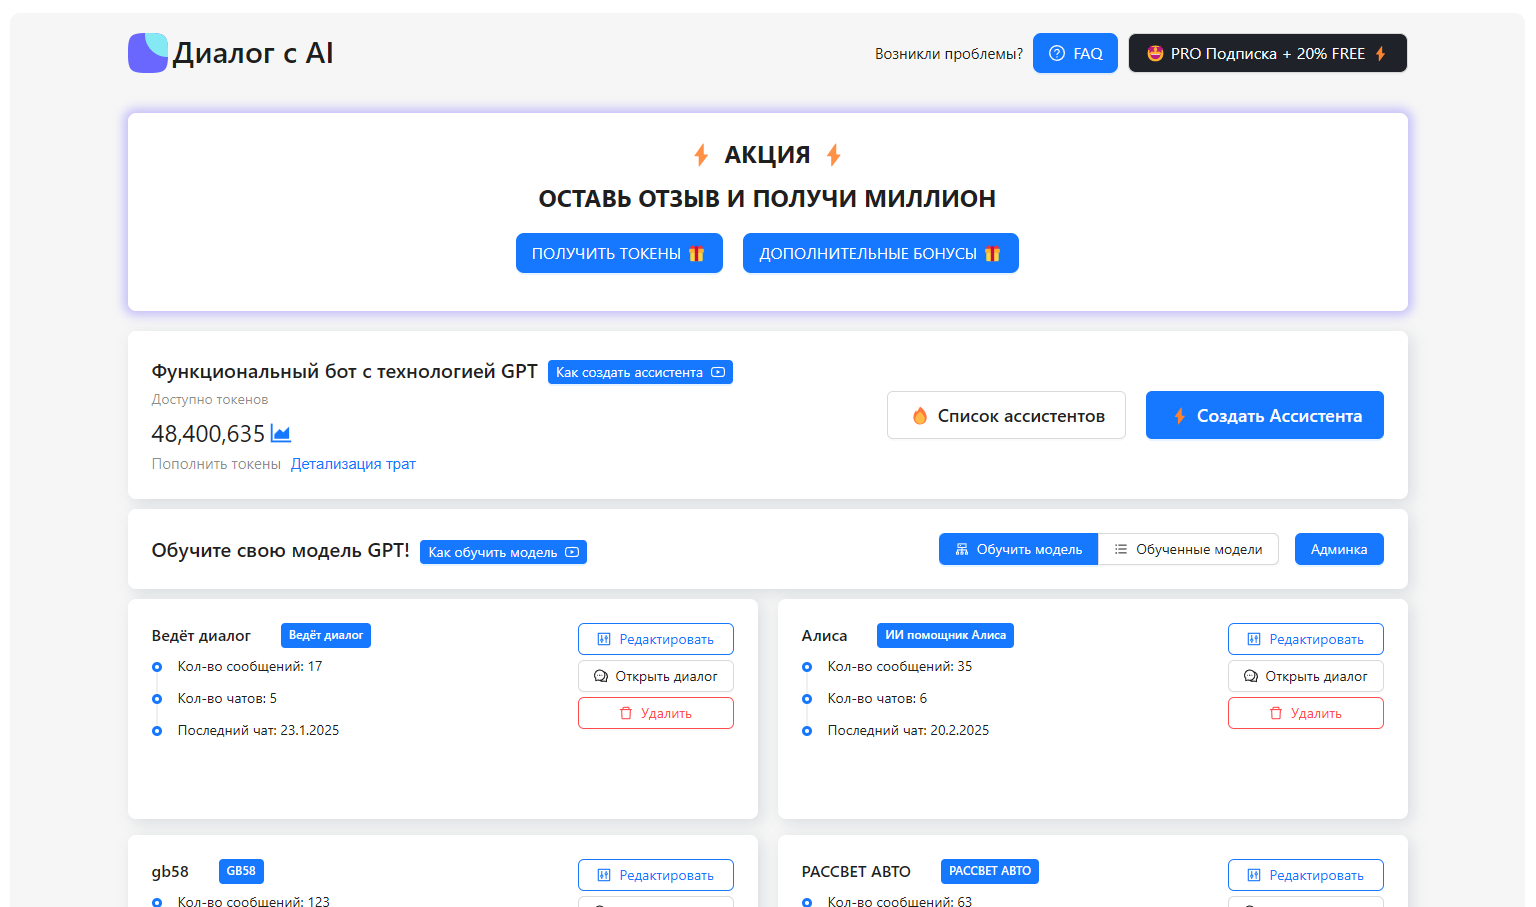 Диалог с AI
Возникли проблемы?
FAQ
PRO Подписка + 20% FREE
АКЦИЯ
ОСТАВЬ ОТЗЫВ И ПОЛУЧИ МИЛЛИОН
ПОЛУЧИТЬ ТОКЕНЫ
ДОПОЛНИТЕЛЬНЫЕ БОНУСЫ
Функциональный бот с технологией GPT
Как создать ассистента
Доступно токенов
48,400,635
Пополнить токены Детализация трат
Список ассистентов
Создать Ассистента
Обучите свою модель GPT!
Как обучить модель
Обучить модель
Обученные модели
Админка
Ведёт диалог
Ведёт диалог
Кол-во сообщений: 17
Кол-во чатов: 5
Последний чат: 23.1.2025
Редактировать
Открыть диалог
Удалить
Алиса
ИИ помощник Алиса
Кол-во сообщений: 35
Кол-во чатов: 6
Последний чат: 20.2.2025
Редактировать
Открыть диалог
Удалить
gb58
GB58
Кол-во сообщений: 123
Редактировать
РАССВЕТ АВТО
РАССВЕТ АВТО
Кол-во сообщений: 63
Редактировать